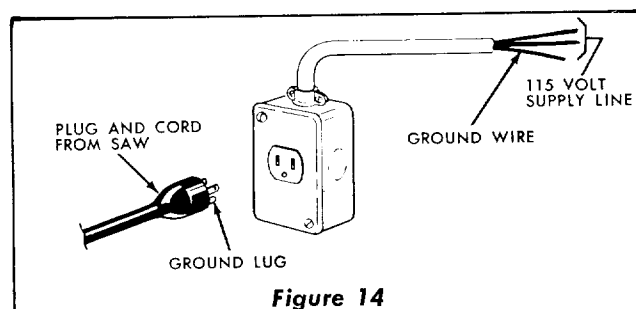 115 VOLT
SUPPLY LINE
GROUND WIRE
PLUG AND CORD
FROM SAW
GROUND LUG
Figure 14